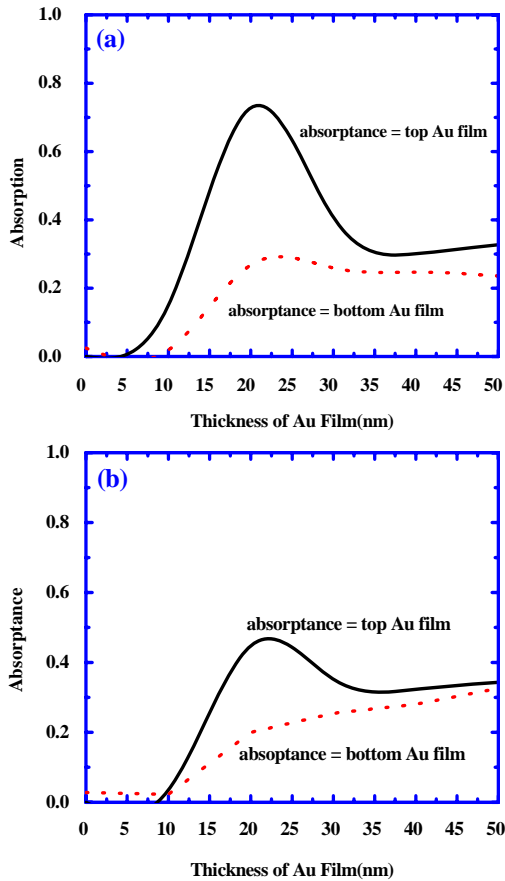 (a)
1.0
0.8
0.6
0.4
0.2
0.0
Absorption
absorptance = top Au film
absorptance = bottom Au film
0 5 10 15 20 25 30 35 40 45 50
Thickness of Au Film(nm)
(b)
1.0
0.8
0.6
0.4
0.2
0.0
Absorptance
absorptance = top Au film
absoptance = bottom Au film
0 5 10 15 20 25 30 35 40 45 50
Thickness of Au Film(nm)